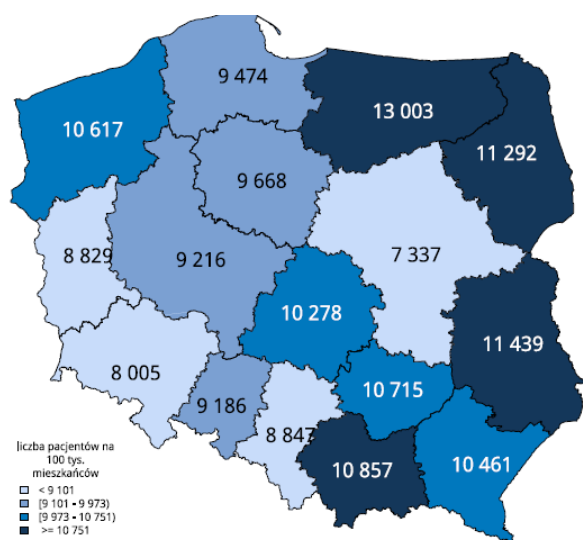 9 474
13 003
10 617
11 292
9 668
8 829
9 216
7 337
10 278
11 439
8 005
10 715
9 186
8 847
10 857
10 461
liczba pacjentów na
100 tys.
mieszkańców
< 9 101
[9 101 - 9 973)
[9 973 - 10 751)
>= 10 751